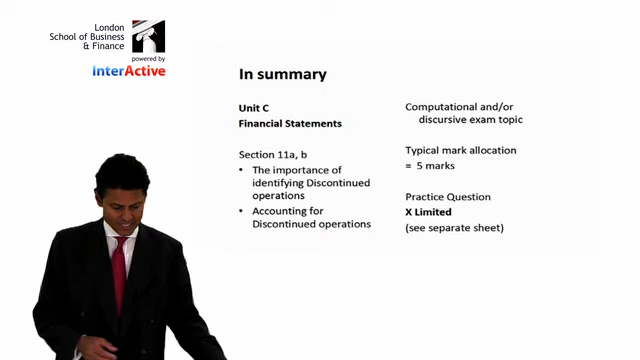 London
School of Business
& Finance
powered by
InterActive
In summary
Unit C
Financial Statements
Section 11a, b
• The importance of
identifying Discontinued
operations
• Accounting for
Discontinued operations
Computational and/or
discursive exam topic
Typical mark allocation
= 5 marks
Practice Question
X Limited
(see separate sheet)